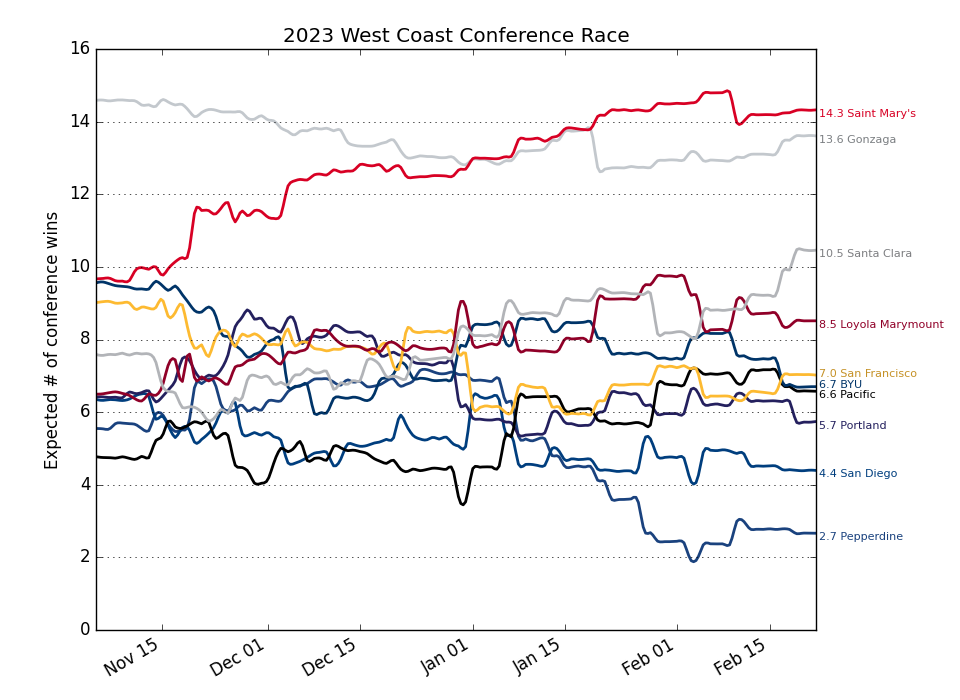 2023 West Coast Conference Race
Expected # of conference wins
16
14
12
10
8
6
4
2
0
14.3 Saint Mary's
13.6 Gonzaga
10.5 Santa Clara
8.5 Loyola Marymount
7.0 San Francisco
6.7 BYU
6.6 Pacific
5.7 Portland
4.4 San Diego
2.7 Pepperdine
Nov 15
Dec 01
Dec 15
Jan 01
Jan 15
Feb 01
Feb 15